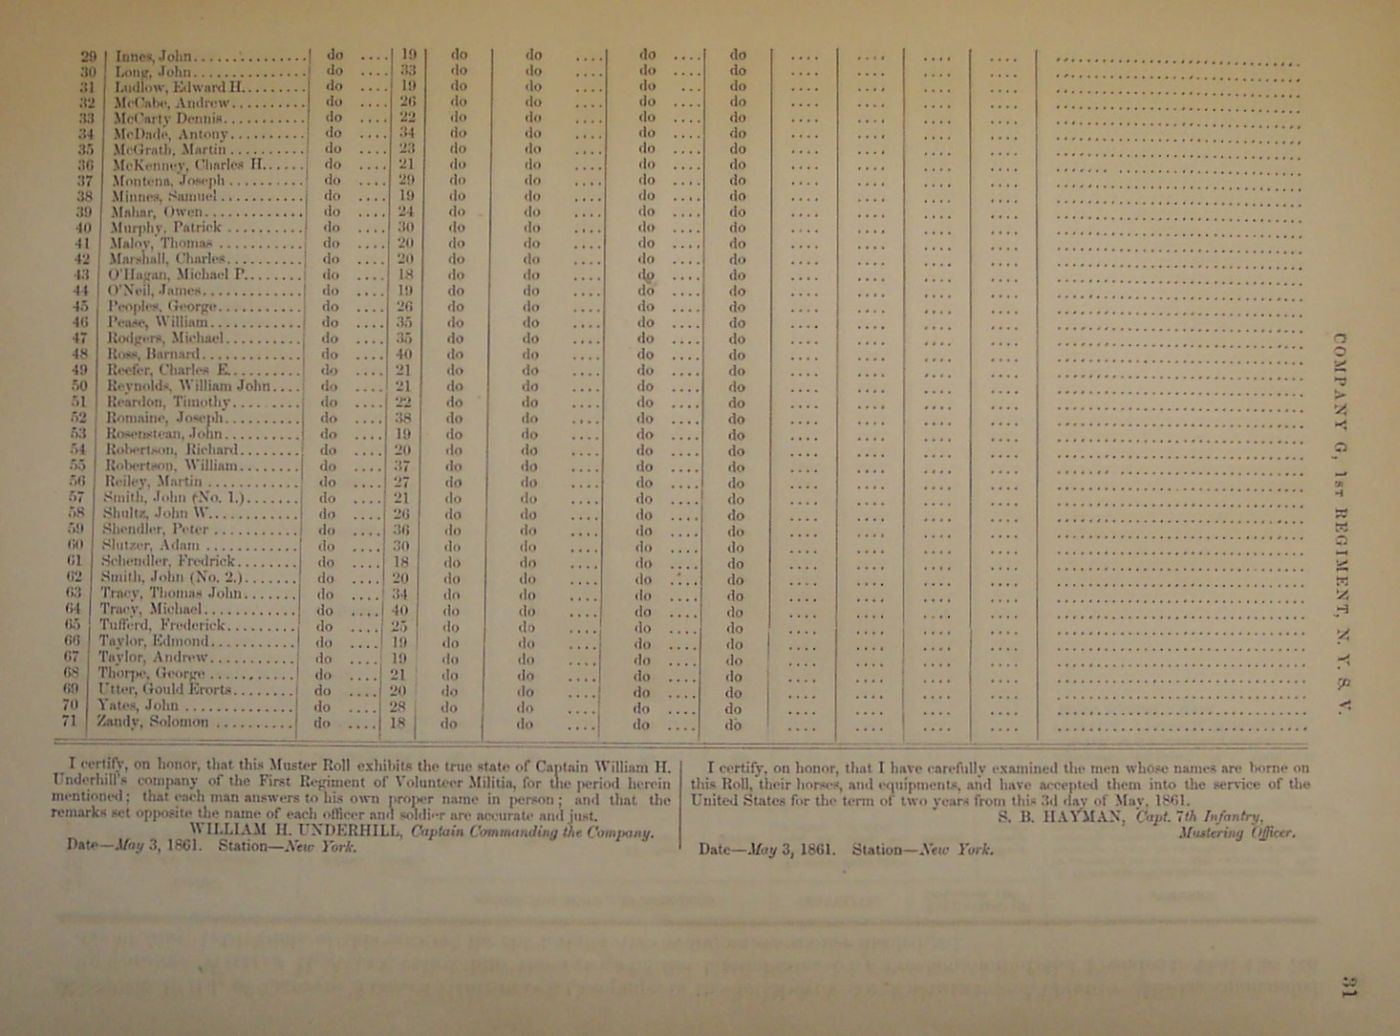 29 Innes, John do 19 do do do do
30 Long, John do 33 do do do do
31 Ludlow, Edward H. do 19 do do do do
32 McCabe, Andrew do 26 do do do do
33 McCarty Dennis do 22 do do do do
34 McDade, Antony do 34 do do do do
35 McGrath, Martin do 23 do do do do
36 McKenney, Charles H. do 21 do do do do
37 Montena, Joseph do 29 do do do do
38 Minnes, Samuel do 19 do do do do
39 Mahar, Owen do 24 do do do do
40 Murphy, Patrick do 30 do do do do
41 Maloy, Thomas do 20 do do do do
42 Marshall, Charles do 20 do do do do
43 O'Hagan, Michael P. do 18 do do do do
44 O'Neil, James do 19 do do do do
45 Peoples, George do 26 do do do do
46 Pease, William do 35 do do do do
47 Rodgers, Michael do 35 do do do do
48 Ross, Barnard do 40 do do do do
49 Reefer, Charles E. do 21 do do do do
50 Reynolds, William John do 21 do do do do
51 Reardon, Timothy do 22 do do do do
52 Romaine, Joseph do 38 do do do do
53 Rosenstean, John do 19 do do do do
54 Robertson, Richard do 20 do do do do
55 Robertson, William do 37 do do do do
56 Reiley, Martin do 27 do do do do
57 Smith, John (No. 1.) do 21 do do do do
58 Shultz, John W. do 26 do do do do
59 Shendler, Peter do 36 do do do do
60 Slutzer, Adam do 30 do do do do
61 Schendler, Fredrick do 18 do do do do
62 Smith, John (No. 2.) do 20 do do do do
63 Tracy, Thomas John do 34 do do do do
64 Tracy, Michael do 40 do do do do
65 Tufferd, Frederick do 25 do do do do
66 Taylor, Edmond do 19 do do do do
67 Taylor, Andrew do 19 do do do do
68 Thorpe, George do 21 do do do do
69 Utter, Gould Erorts do 20 do do do do
70 Yates, John do 28 do do do do
71 Zandy, Solomon do 18 do do do do
I certify, on honor, that this Muster Roll exhibits the true state of Captain William H.
Underhill's company of the First Regiment of Volunteer Militia, for the period herein
mentioned; that each man answers to his own proper name in person; and that the
remarks set opposite the name of each officer and soldier are accurate and just.
WILLIAM H. UNDERHILL, Captain Commanding the Company.
Date—May 3, 1861. Station—New York.
I certify, on honor, that I have carefully examined the men whose names are borne on
this Roll, their horses, and equipments, and have accepted them into the service of the
United States for the term of two years from this 3d day of May, 1861.
S. B. HAYMAN, Capt. 7th Infantry,
Mustering Officer.
Date—May 3, 1861. Station—New York.
COMPANY G, 1ST REGIMENT, N. Y. S. V.
31